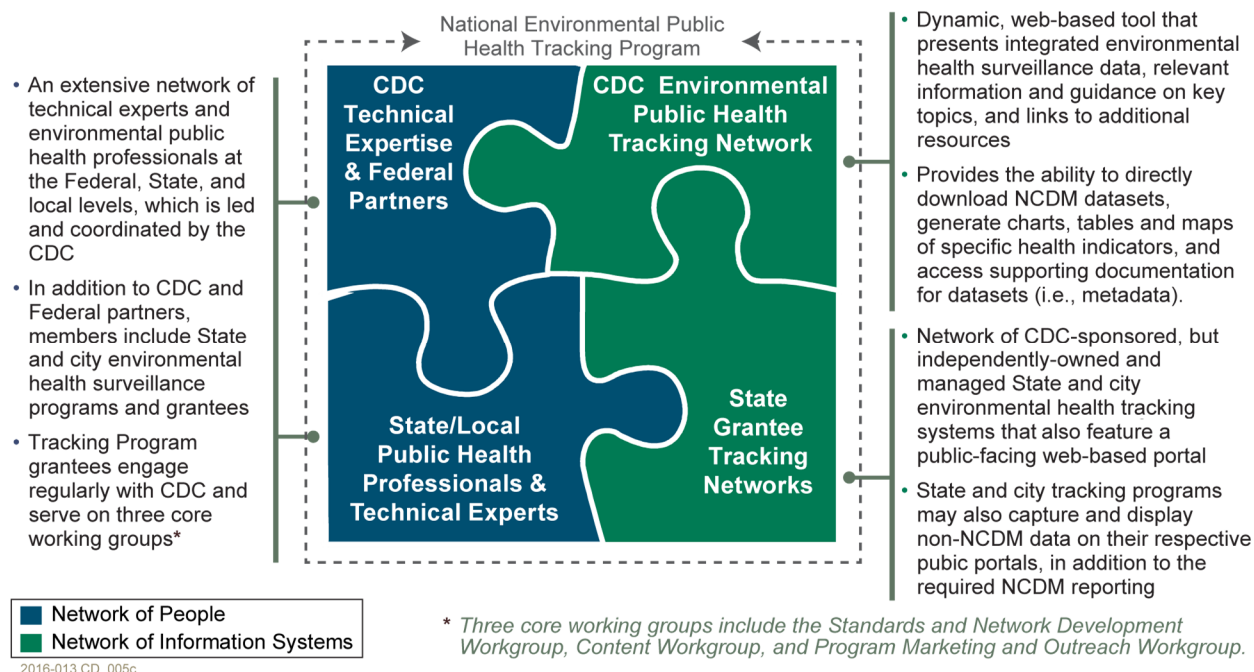 National Environmental Public
Health Tracking Program
• An extensive network of
technical experts and
environmental public
health professionals at
the Federal, State, and
local levels, which is led
and coordinated by the
CDC
• In addition to CDC and
Federal partners,
members include State
and city environmental
health surveillance
programs and grantees
• Tracking Program
grantees engage
regularly with CDC and
serve on three core
working groups*
CDC
Technical
Expertise
& Federal
Partners
CDC Environmental
Public Health
Tracking Network
State/Local
Public Health
Professionals &
Technical Experts
State
Grantee
Tracking
Networks
• Dynamic, web-based tool that
presents integrated environmental
health surveillance data, relevant
information and guidance on key
topics, and links to additional
resources
• Provides the ability to directly
download NCDM datasets,
generate charts, tables and maps
of specific health indicators, and
access supporting documentation
for datasets (i.e., metadata).
• Network of CDC-sponsored, but
independently-owned and
managed State and city
environmental health tracking
systems that also feature a
public-facing web-based portal
• State and city tracking programs
may also capture and display
non-NCDM data on their respective
pubic portals, in addition to the
required NCDM reporting
Network of People
Network of Information Systems
* Three core working groups include the Standards and Network Development
Workgroup, Content Workgroup, and Program Marketing and Outreach Workgroup.
2016-013 CD_005c